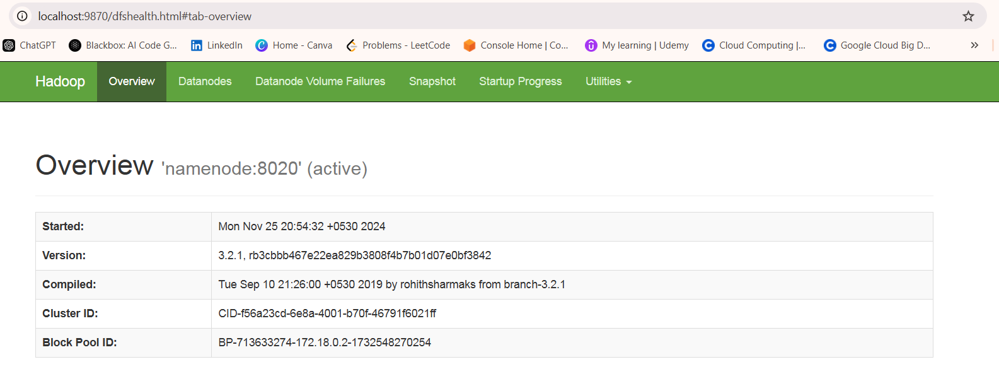 localhost:9870/dfshealth.html#tab-overview
ChatGPT Blackbox: AI Code G... LinkedIn Home - Canva Problems - LeetCode Console Home | Co... My learning | Udemy Cloud Computing |... Google Cloud Big D...
Hadoop Overview Datanodes Datanode Volume Failures Snapshot Startup Progress Utilities
Overview 'namenode:8020' (active)
Started: Mon Nov 25 20:54:32 +0530 2024
Version: 3.2.1, rb3cbbb467e22ea829b3808f4b7b01d07e0bf3842
Compiled: Tue Sep 10 21:26:00 +0530 2019 by rohithsharmaks from branch-3.2.1
Cluster ID: CID-f56a23cd-6e8a-4001-b70f-46791f6021ff
Block Pool ID: BP-713633274-172.18.0.2-1732548270254